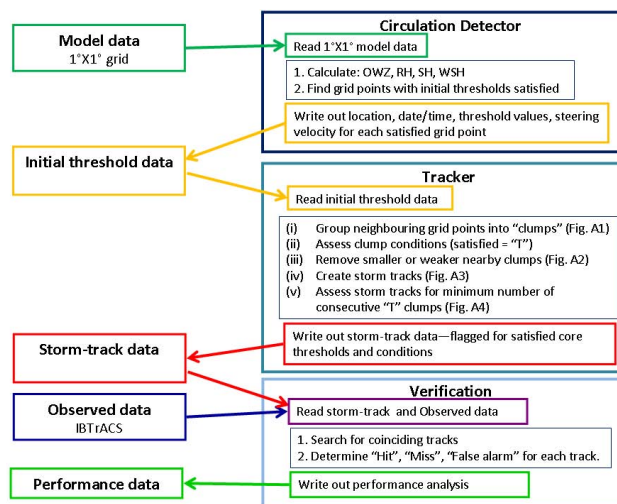 Circulation Detector
Model data
1°X1° grid
Read 1°X1° model data
1. Calculate: OWZ, RH, SH, WSH
2. Find grid points with initial thresholds satisfied
Write out location, date/time, threshold values, steering
velocity for each satisfied grid point
Initial threshold data
Tracker
Read initial threshold data
(i) Group neighbouring grid points into “clumps” (Fig. A1)
(ii) Assess clump conditions (satisfied = “T”)
(iii) Remove smaller or weaker nearby clumps (Fig. A2)
(iv) Create storm tracks (Fig. A3)
(v) Assess storm tracks for minimum number of
consecutive “T” clumps (Fig. A4)
Write out storm-track data—flagged for satisfied core
thresholds and conditions
Storm-track data
Verification
Observed data
IBTrACS
Read storm-track and Observed data
1. Search for coinciding tracks
2. Determine “Hit”, “Miss”, “False alarm” for each track.
Performance data
Write out performance analysis